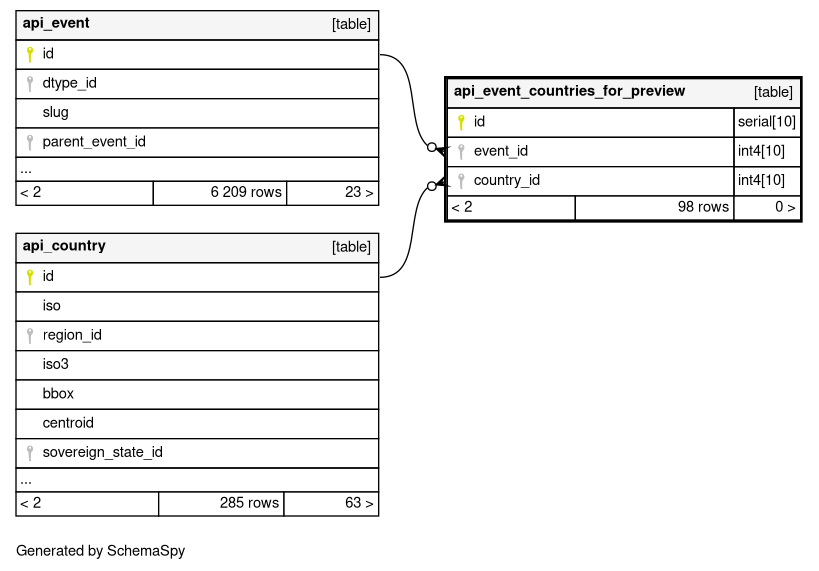 api_event [table]
id
dtype_id
slug
parent_event_id
...
< 2 6 209 rows 23 >
api_event_countries_for_preview [table]
id serial[10]
event_id int4[10]
country_id int4[10]
< 2 98 rows 0 >
api_country [table]
id
iso
region_id
iso3
bbox
centroid
sovereign_state_id
...
< 2 285 rows 63 >
Generated by SchemaSpy